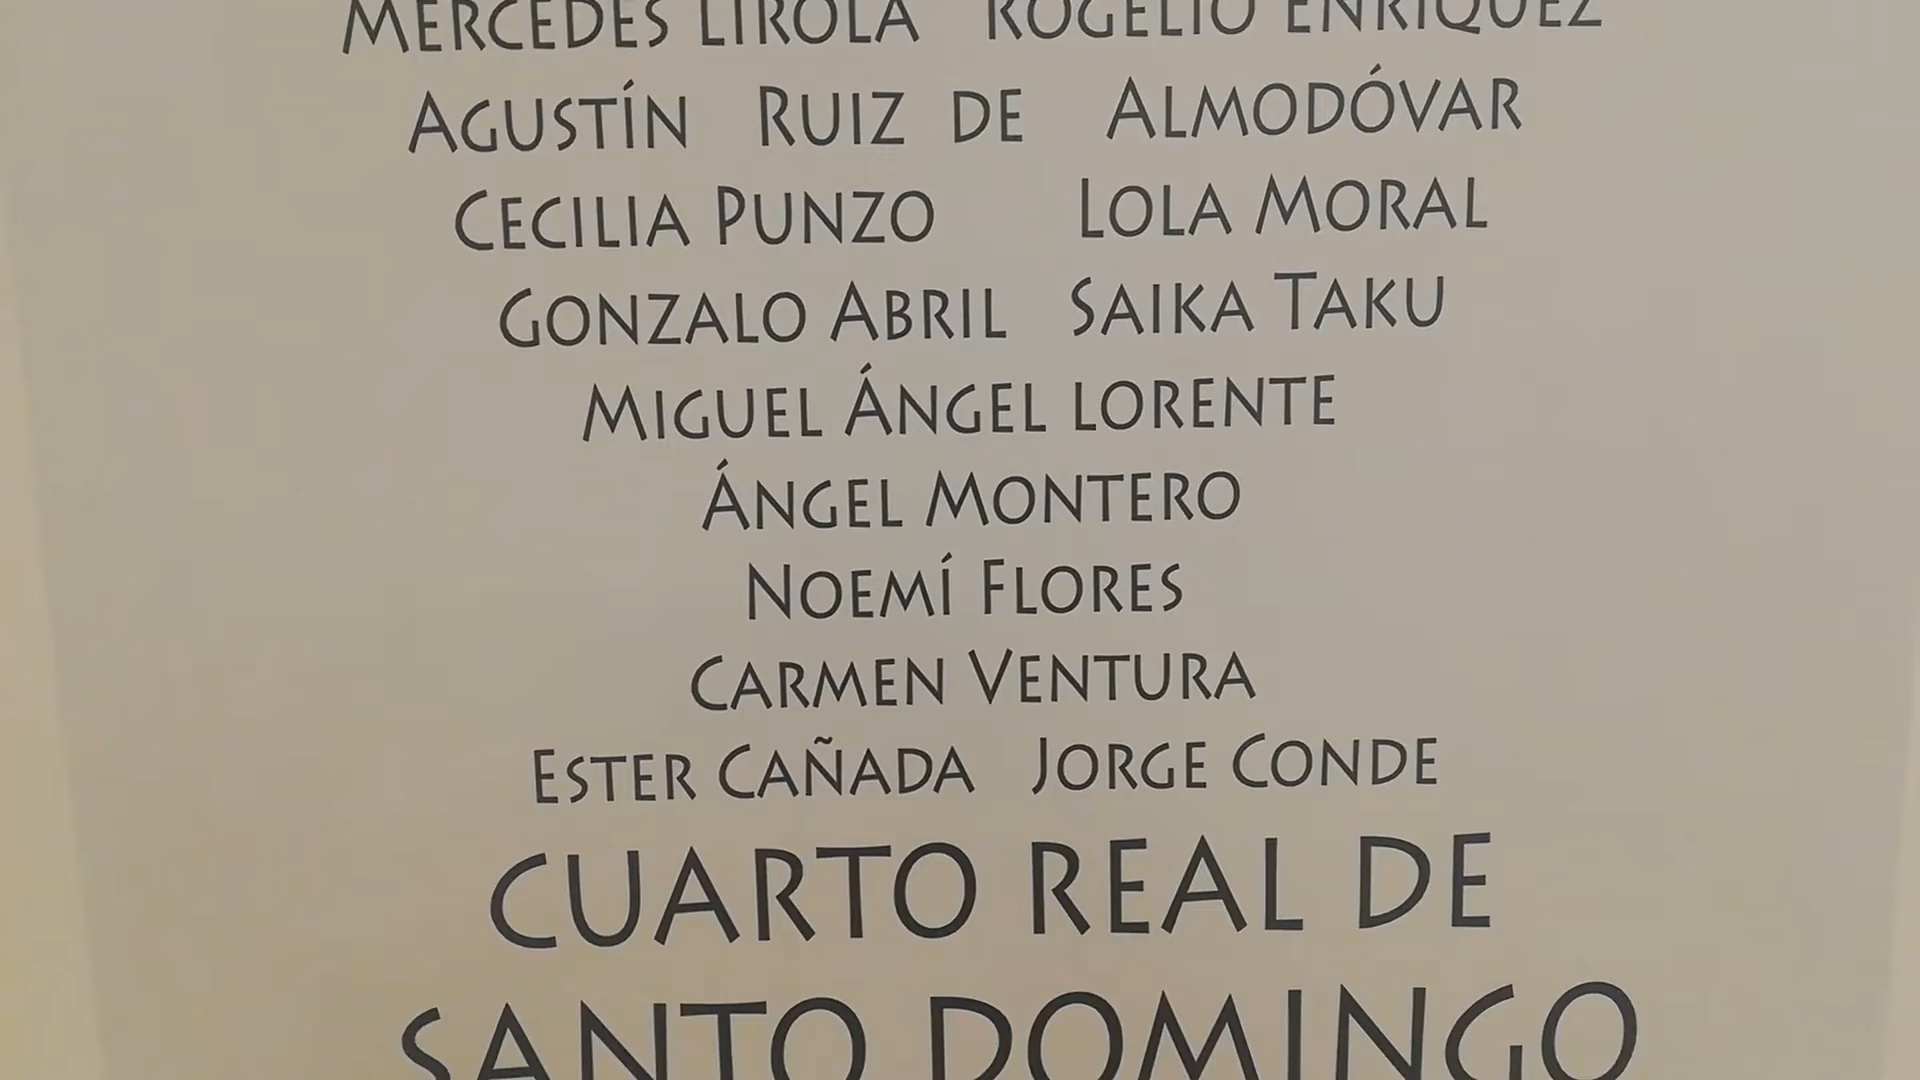 MERCEDES LIROLA ROGELIO ENRIQUEZ
AGUSTÍN RUIZ DE ALMODÓVAR
CECILIA PUNZO LOLA MORAL
GONZALO ABRIL SAIKA TAKU
MIGUEL ÁNGEL LORENTE
ÁNGEL MONTERO
NOEMÍ FLORES
CARMEN VENTURA
ESTER CAÑADA JORGE CONDE
CUARTO REAL DE
SANTO DOMINGO